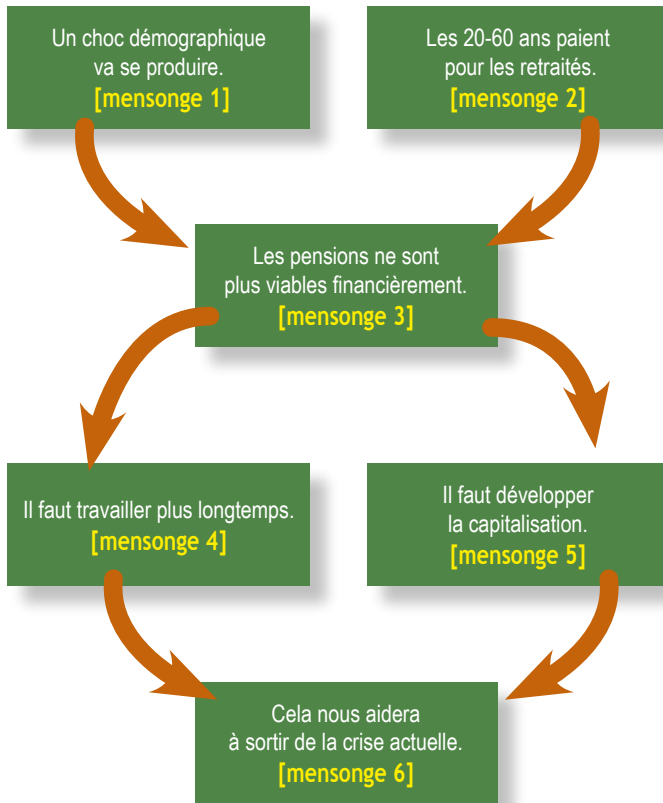 Un choc démographique
va se produire.
[mensonge 1]
Les 20-60 ans paient
pour les retraités.
[mensonge 2]
Les pensions ne sont
plus viables financièrement.
[mensonge 3]
Il faut travailler plus longtemps.
[mensonge 4]
Il faut développer
la capitalisation.
[mensonge 5]
Cela nous aidera
à sortir de la crise actuelle.
[mensonge 6]